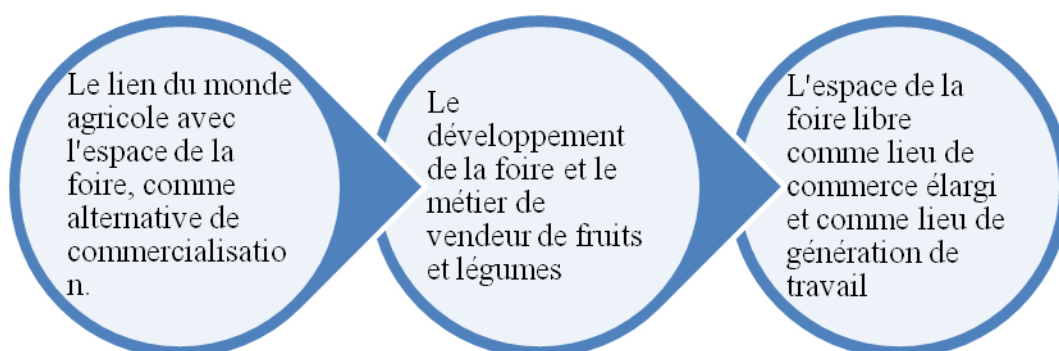 Le lien du monde
agricole avec
l'espace de la
foire, comme
alternative de
commercialisatio
n.
Le
développement
de la foire et le
métier de
vendeur de fruits
et légumes
L'espace de la
foire libre
comme lieu de
commerce élargi
et comme lieu de
génération de
travail